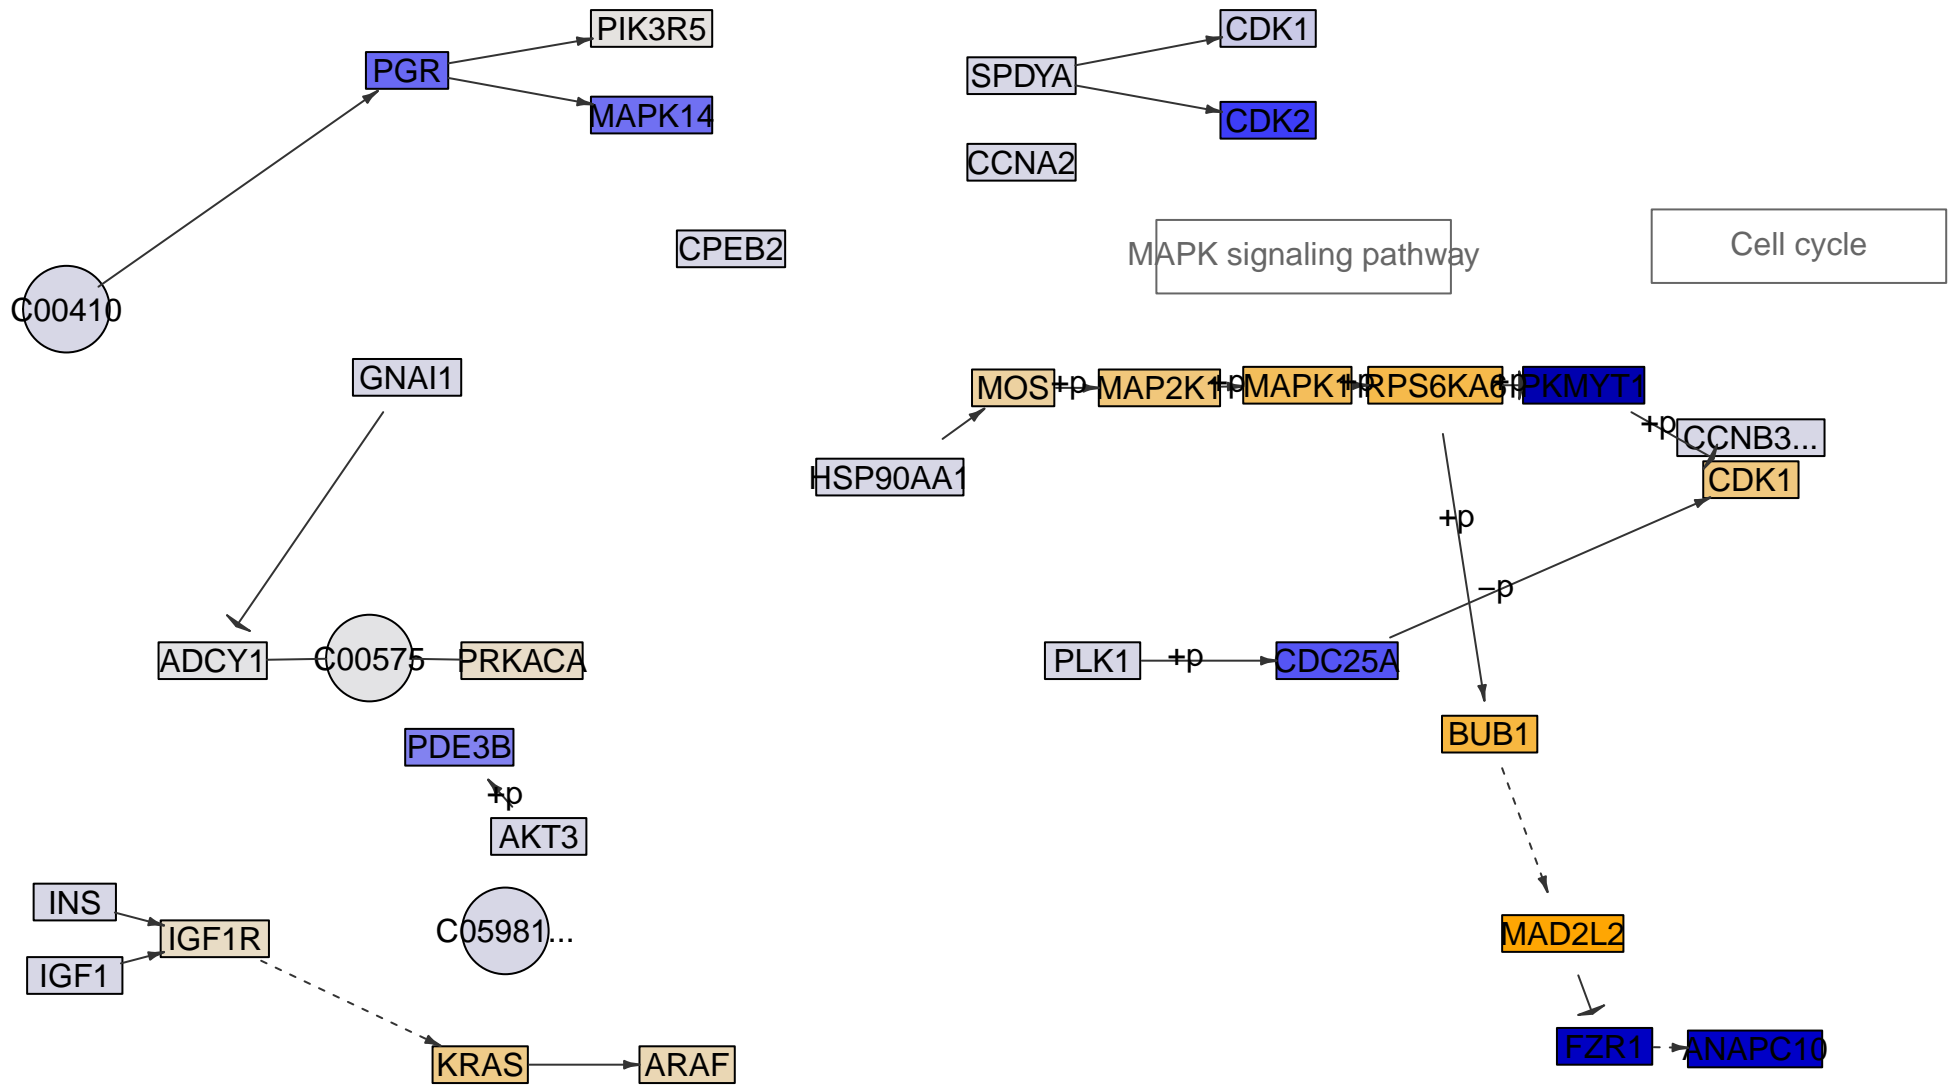 PIK3R5
CDK1
PGR
SPDYA
MAPK14
CDK2
CCNA2
CPEB2
MAPK signaling pathway
Cell cycle
C00410
GNAI1
MOS
+p
MAP2K1
+p
MAPK1
+p
RPS6KA6
+p
PKMYT1
+p
CCNB3...
HSP90AA1
CDK1
+p
–p
ADCY1
C00575
PRKACA
PLK1
+p
CDC25A
BUB1
PDE3B
+p
AKT3
INS
IGF1R
C05981...
MAD2L2
IGF1
KRAS
ARAF
FZR1
ANAPC10